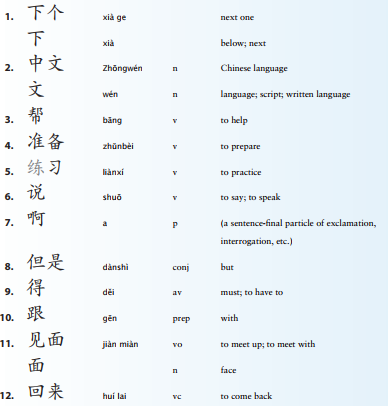 1. 下个 xià ge next one
下 xià below; next
2. 中文 Zhōngwén n Chinese language
文 wén n language; script; written language
3. 帮 bāng v to help
4. 准备 zhǔnbèi v to prepare
5. 练习 liànxí v to practice
6. 说 shuō v to say; to speak
7. 啊 a p (a sentence-final particle of exclamation,
interrogation, etc.)
8. 但是 dànshì conj but
9. 得 děi av must; to have to
10. 跟 gēn prep with
11. 见面 jiàn miàn vo to meet up; to meet with
面 n face
12. 回来 huí lai vc to come back